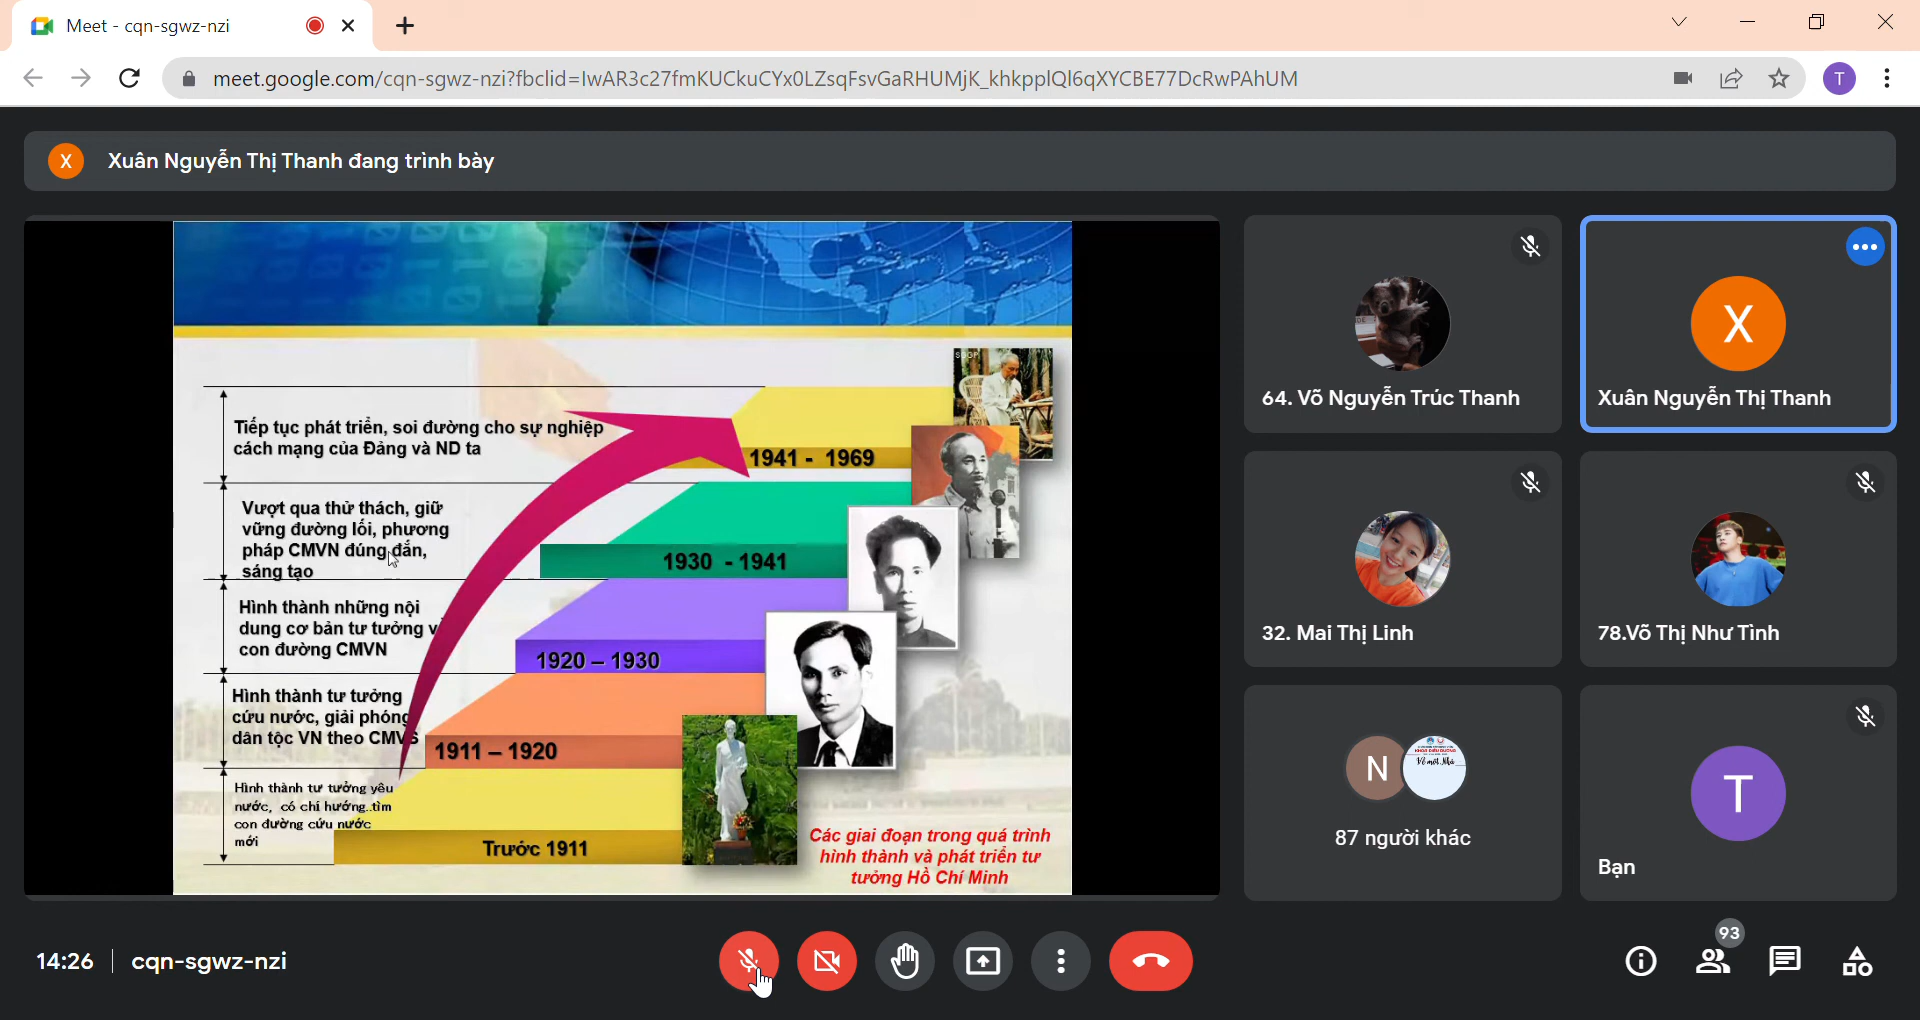 Meet - cqn-sgwz-nzi
meet.google.com/cqn-sgwz-nzi?fbclid=IwAR3c27fmKUCkuCYx0LZsqFsvGaRHUMjK_khkpplQl6qXYCBE77DcRwPAhUM
T
X Xuân Nguyễn Thị Thanh đang trình bày
Tiếp tục phát triển, soi đường cho sự nghiệp
cách mạng của Đảng và ND ta
1941 - 1969
Vượt qua thử thách, giữ
vững đường lối, phương
pháp CMVN đúng đắn,
sáng tạo
1930 - 1941
Hình thành những nội
dung cơ bản tư tưởng
con đường CMVN
1920 – 1930
Hình thành tư tưởng
cứu nước, giải phóng
dân tộc VN theo CMVS
1911 – 1920
Hình thành tư tưởng yêu
nước, có chí hướng..tìm
con đường cứu nước
mới
Trước 1911
Các giai đoạn trong quá trình
hình thành và phát triển tư
tưởng Hồ Chí Minh
64. Võ Nguyễn Trúc Thanh
X
Xuân Nguyễn Thị Thanh
32. Mai Thị Linh
78.Võ Thị Như Tình
N
87 người khác
T
Bạn
14:26
cqn-sgwz-nzi
93